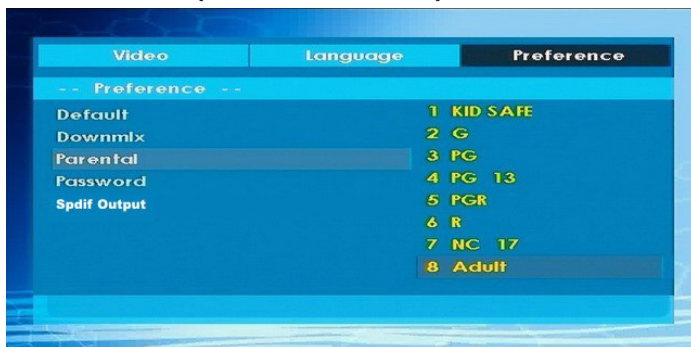 Video Language Preference
-- Preference --
Default
Downmix
Parental
Password
Spdif Output
1 KID SAFE
2 G
3 PG
4 PG 13
5 PGR
6 R
7 NC 17
8 Adult